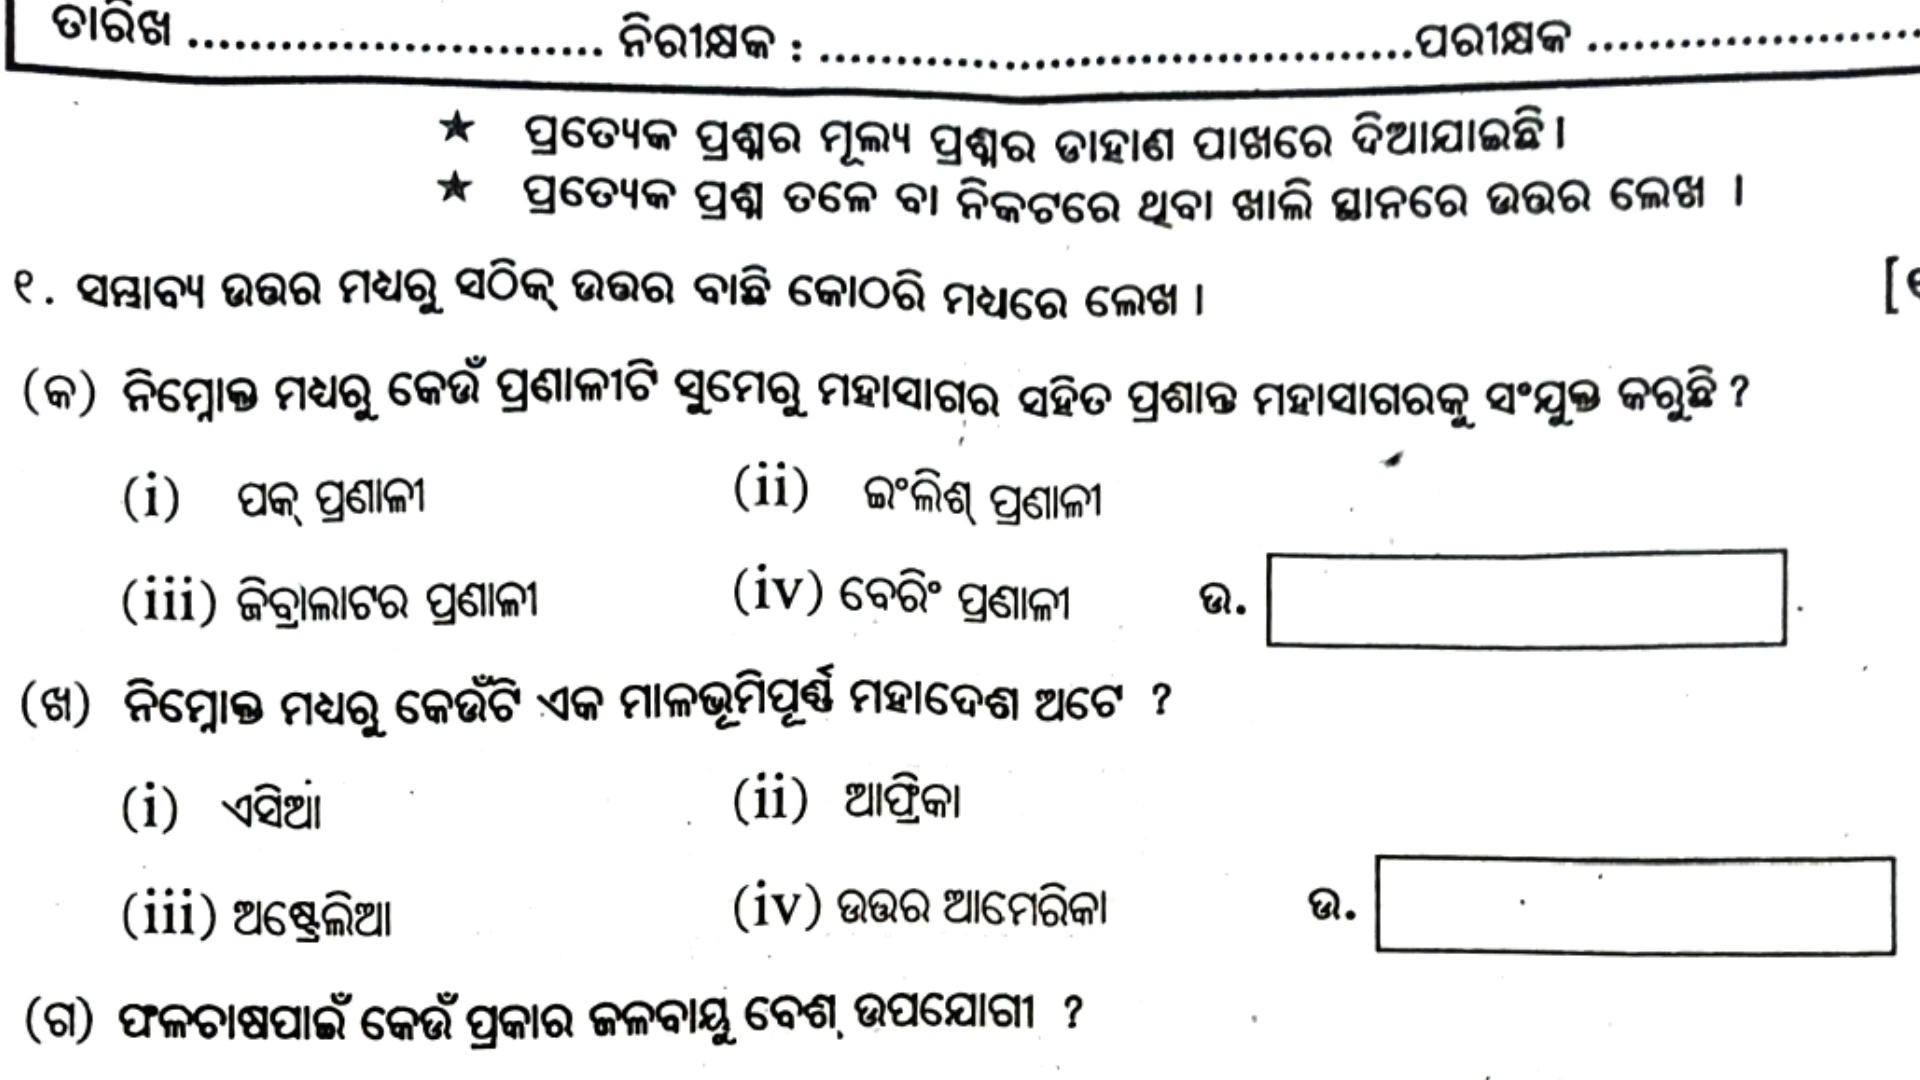 ତାରିଖ ........................... ନିରୀକ୍ଷକ : .......................................ପରୀକ୍ଷକ ......................
★ ପ୍ରତ୍ୟେକ ପ୍ରଶ୍ନର ମୂଲ୍ୟ ପ୍ରଶ୍ନର ଡାହାଣ ପାଖରେ ଦିଆଯାଇଛି।
★ ପ୍ରତ୍ୟେକ ପ୍ରଶ୍ନ ତଳେ ବା ନିକଟରେ ଥିବା ଖାଲି ସ୍ଥାନରେ ଉତ୍ତର ଲେଖ ।
୧. ସମ୍ଭାବ୍ୟ ଉତ୍ତର ମଧ୍ୟରୁ ସଠିକ୍ ଉତ୍ତର ବାଛି କୋଠରି ମଧ୍ୟରେ ଲେଖ । [
(କ) ନିମ୍ନୋକ୍ତ ମଧ୍ୟରୁ କେଉଁ ପ୍ରଣାଳୀଟି ସୁମେରୁ ମହାସାଗର ସହିତ ପ୍ରଶାନ୍ତ ମହାସାଗରକୁ ସଂଯୁକ୍ତ କରୁଛି ?
(i) ପକ୍ ପ୍ରଣାଳୀ (ii) ଇଂଲିଶ୍ ପ୍ରଣାଳୀ
(iii) ଜିବ୍ରାଲାଟର ପ୍ରଣାଳୀ (iv) ବେରିଂ ପ୍ରଣାଳୀ ଉ.
(ଖ) ନିମ୍ନୋକ୍ତ ମଧ୍ୟରୁ କେଉଁଟି ଏକ ମାଳଭୂମିପୂର୍ଣ୍ଣ ମହାଦେଶ ଅଟେ ?
(i) ଏସିଆ (ii) ଆଫ୍ରିକା
(iii) ଅଷ୍ଟ୍ରେଲିଆ (iv) ଉତ୍ତର ଆମେରିକା ଉ.
(ଗ) ଫଳଚାଷପାଇଁ କେଉଁ ପ୍ରକାର ଜଳବାୟୁ ବେଶ୍ ଉପଯୋଗୀ ?